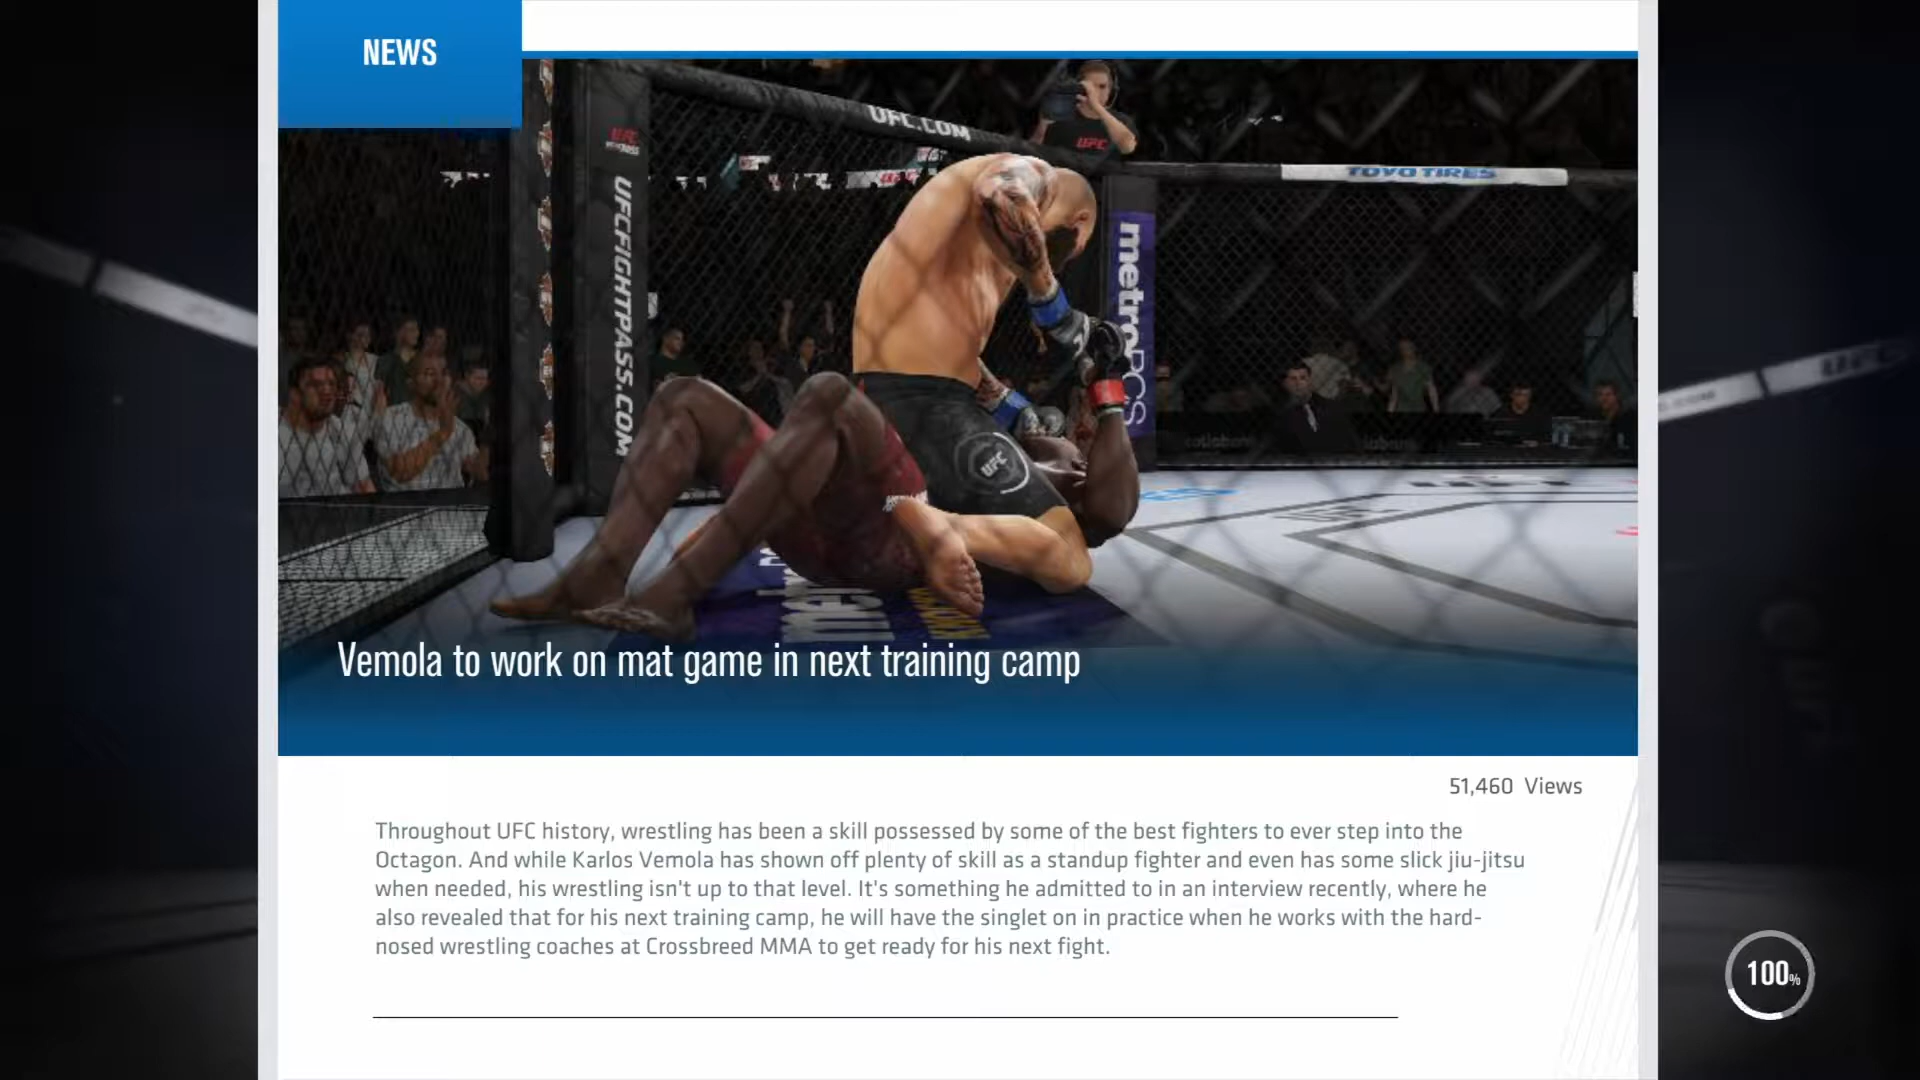 NEWS
UFC.COM
UFC
UFC
TOYO TIRES
UFCFIGHTPASS.COM
metroPCS
UFC
Vemola to work on mat game in next training camp
51,460 Views
Throughout UFC history, wrestling has been a skill possessed by some of the best fighters to ever step into the
Octagon. And while Karlos Vemola has shown off plenty of skill as a standup fighter and even has some slick jiu-jitsu
when needed, his wrestling isn't up to that level. It's something he admitted to in an interview recently, where he
also revealed that for his next training camp, he will have the singlet on in practice when he works with the hard-
nosed wrestling coaches at Crossbreed MMA to get ready for his next fight.
100%